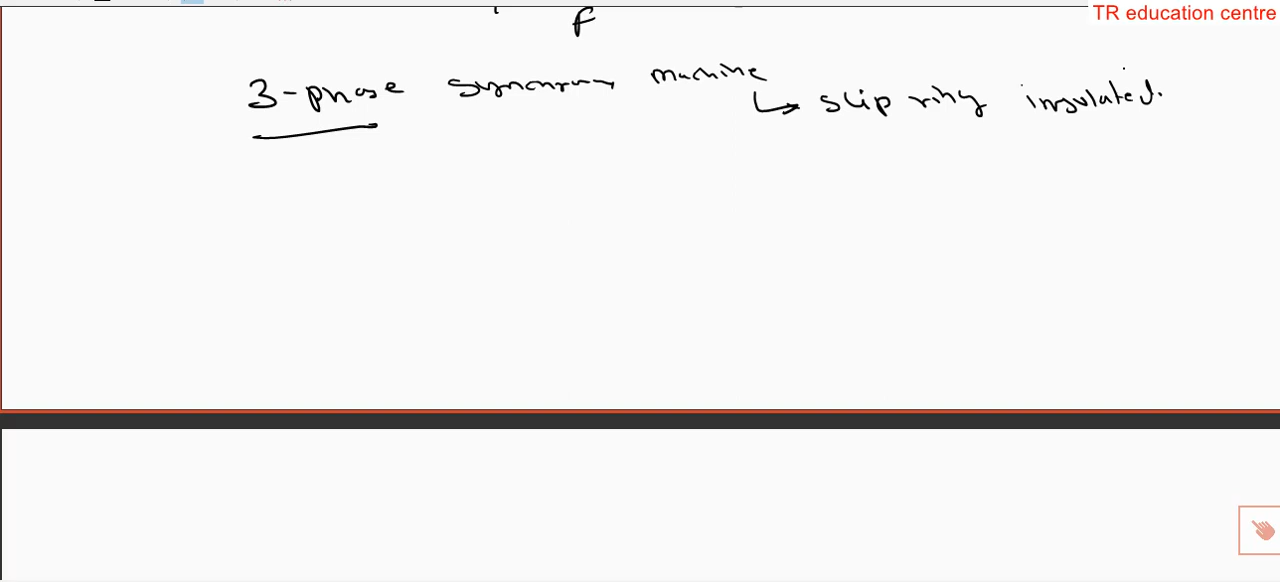 TR education centre
f
3-phase synchronous machine
↳ slip ring insulated.